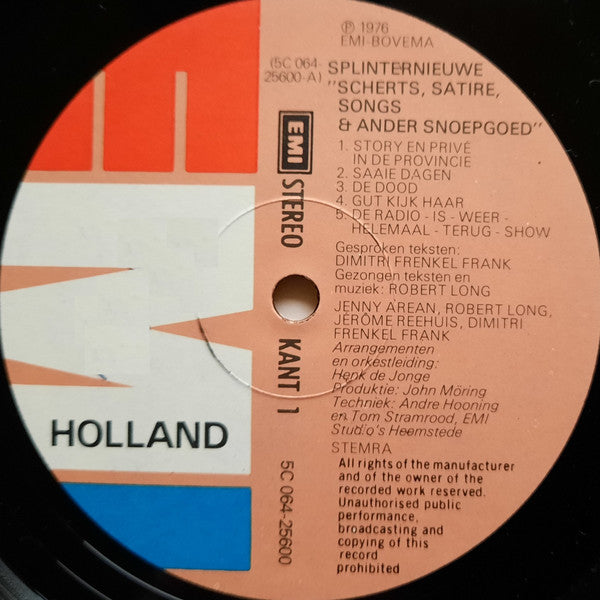 ℗ 1976
EMI-BOVEMA
(5C 064-
25600-A)
SPLINTERNIEUWE
"SCHERTS, SATIRE,
SONGS
& ANDER SNOEPGOED"
1. STORY EN PRIVÉ
IN DE PROVINCIE
2. SAAIE DAGEN
3. DE DOOD
4. GUT KIJK HAAR
5. DE RADIO - IS - WEER -
HELEMAAL - TERUG - SHOW
Gesproken teksten:
DIMITRI FRENKEL FRANK
Gezongen teksten en
muziek: ROBERT LONG
JENNY AREAN, ROBERT LONG,
JÉRÔME REEHUIS, DIMITRI
FRENKEL FRANK
Arrangementen
en orkestleiding:
Henk de Jonge
Produktie: John Möring
Techniek: Andre Hooning
en Tom Stramrood, EMI
Studio's Heemstede
STEMRA
All rights of the manufacturer
and of the owner of the
recorded work reserved.
Unauthorised public
performance,
broadcasting and
copying of this
record
prohibited
EMI STEREO KANT 1
5C 064-25600
EMI
HOLLAND